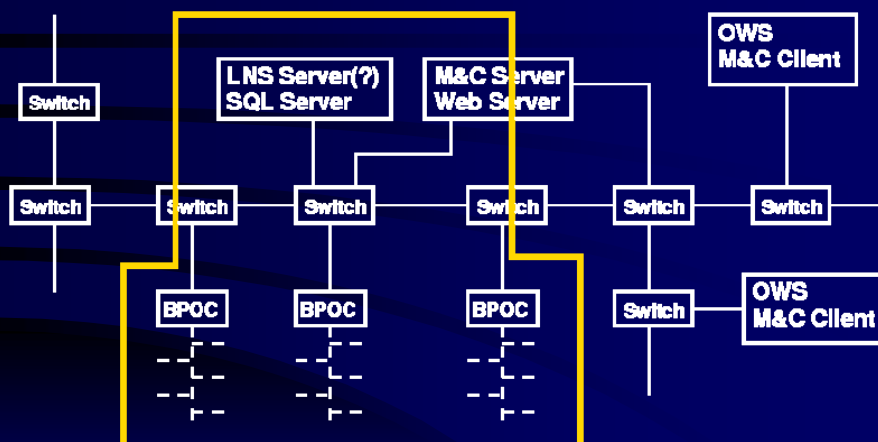 OWS
M&C Client
LNS Server(?)
SQL Server
M&C Server
Web Server
Switch
Switch
Switch
Switch
Switch
Switch
Switch
BPOC
BPOC
BPOC
Switch
OWS
M&C Client